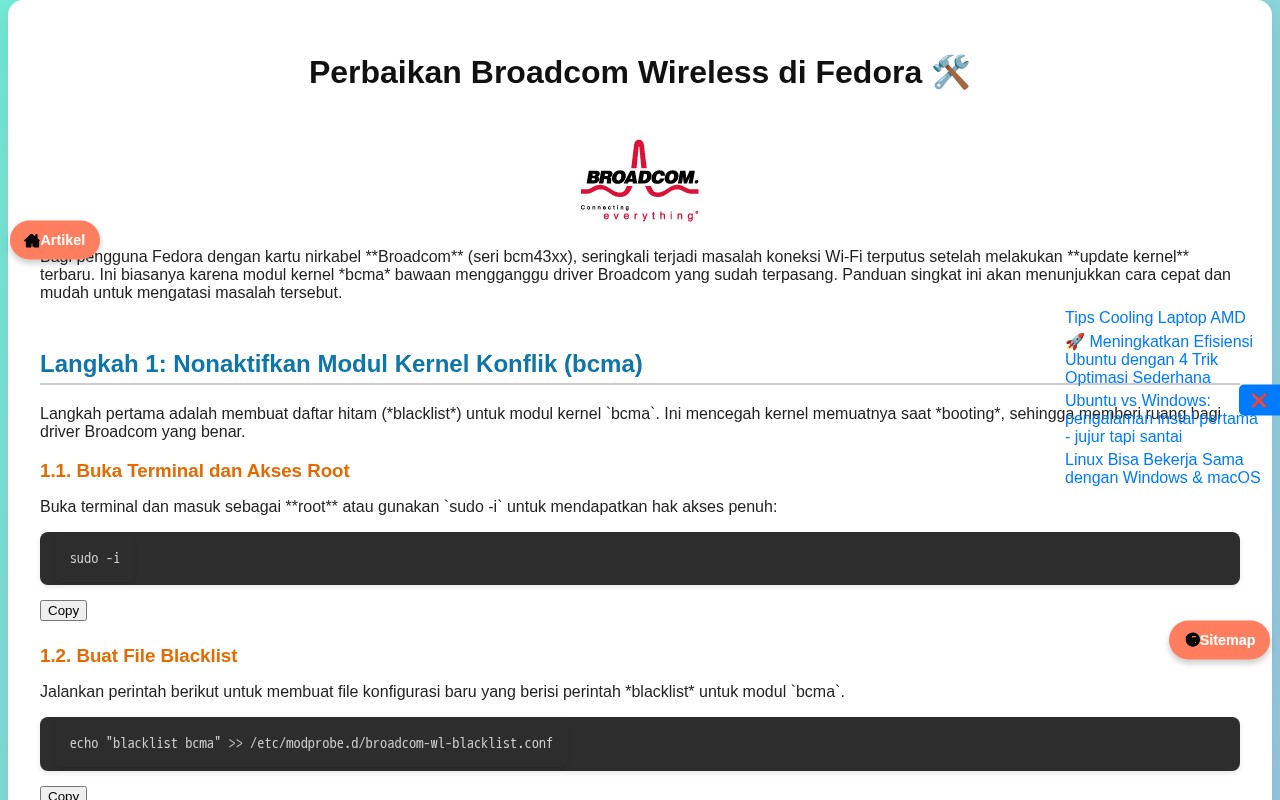 Perbaikan Broadcom Wireless di Fedora 🛠️
BROADCOM.
Connecting
everything®
Artikel
Bagi pengguna Fedora dengan kartu nirkabel **Broadcom** (seri bcm43xx), seringkali terjadi masalah koneksi Wi-Fi terputus setelah melakukan **update kernel**
terbaru. Ini biasanya karena modul kernel *bcma* bawaan mengganggu driver Broadcom yang sudah terpasang. Panduan singkat ini akan menunjukkan cara cepat dan
mudah untuk mengatasi masalah tersebut.
Tips Cooling Laptop AMD
🚀 Meningkatkan Efisiensi
Ubuntu dengan 4 Trik
Optimasi Sederhana
Ubuntu vs Windows:
pengalaman instal pertama
- jujur tapi santai
Linux Bisa Bekerja Sama
dengan Windows & macOS
Langkah 1: Nonaktifkan Modul Kernel Konflik (bcma)
Langkah pertama adalah membuat daftar hitam (*blacklist*) untuk modul kernel `bcma`. Ini mencegah kernel memuatnya saat *booting*, sehingga memberi ruang bagi
driver Broadcom yang benar.
1.1. Buka Terminal dan Akses Root
Buka terminal dan masuk sebagai **root** atau gunakan `sudo -i` untuk mendapatkan hak akses penuh:
sudo -i
Copy
Sitemap
1.2. Buat File Blacklist
Jalankan perintah berikut untuk membuat file konfigurasi baru yang berisi perintah *blacklist* untuk modul `bcma`.
echo "blacklist bcma" >> /etc/modprobe.d/broadcom-wl-blacklist.conf
Copy